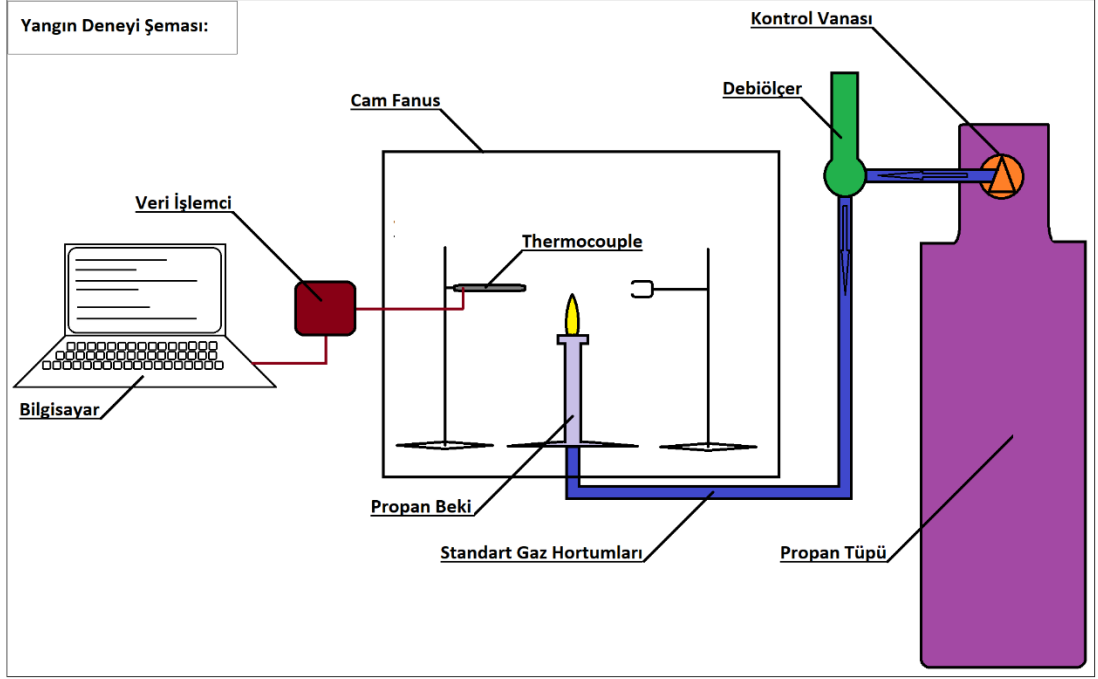 Yangın Deneyi Şeması:
Kontrol Vanası
Debiölçer
Cam Fanus
Veri İşlemci
Thermocouple
Bilgisayar
Propan Beki
Standart Gaz Hortumları
Propan Tüpü